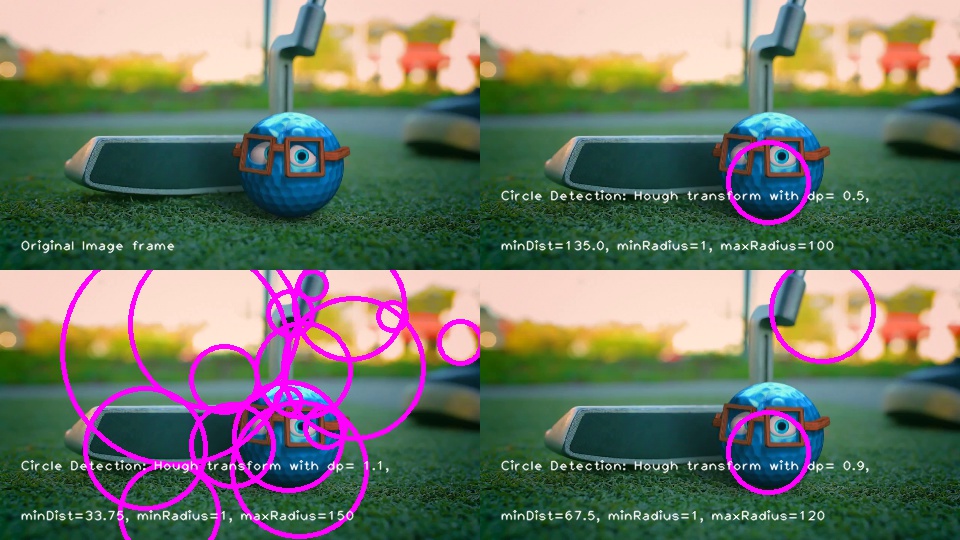 Original Image frame
Circle Detection: Hough transform with dp= 0.5,
minDist=135.0, minRadius=1, maxRadius=100
Circle Detection: Hough transform with dp= 1.1,
minDist=33.75, minRadius=1, maxRadius=150
Circle Detection: Hough transform with dp= 0.9,
minDist=67.5, minRadius=1, maxRadius=120